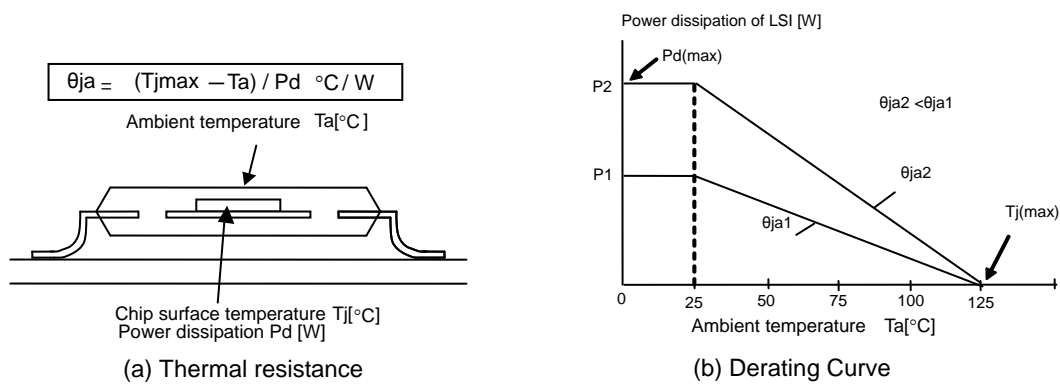 θja = (Tjmax — Ta) / Pd °C / W
Ambient temperature Ta[°C]
Chip surface temperature Tj[°C]
Power dissipation Pd [W]
(a) Thermal resistance
Power dissipation of LSI [W]
Pd(max)
P2
θja2 <θja1
P1
θja2
Tj(max)
θja1
0 25 50 75 100 125
Ambient temperature Ta[°C]
(b) Derating Curve